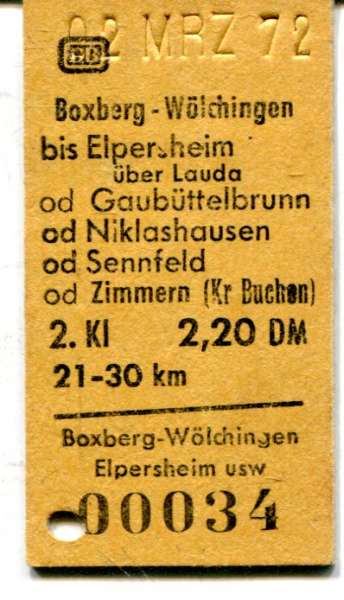 02 MRZ 72
DB
Boxberg-Wölchingen
bis Elpersheim
über Lauda
od Gaubüttelbrunn
od Niklashausen
od Sennfeld
od Zimmern (Kr Buchen)
2. Kl 2,20 DM
21-30 km
Boxberg-Wölchingen
Elpersheim usw
00034